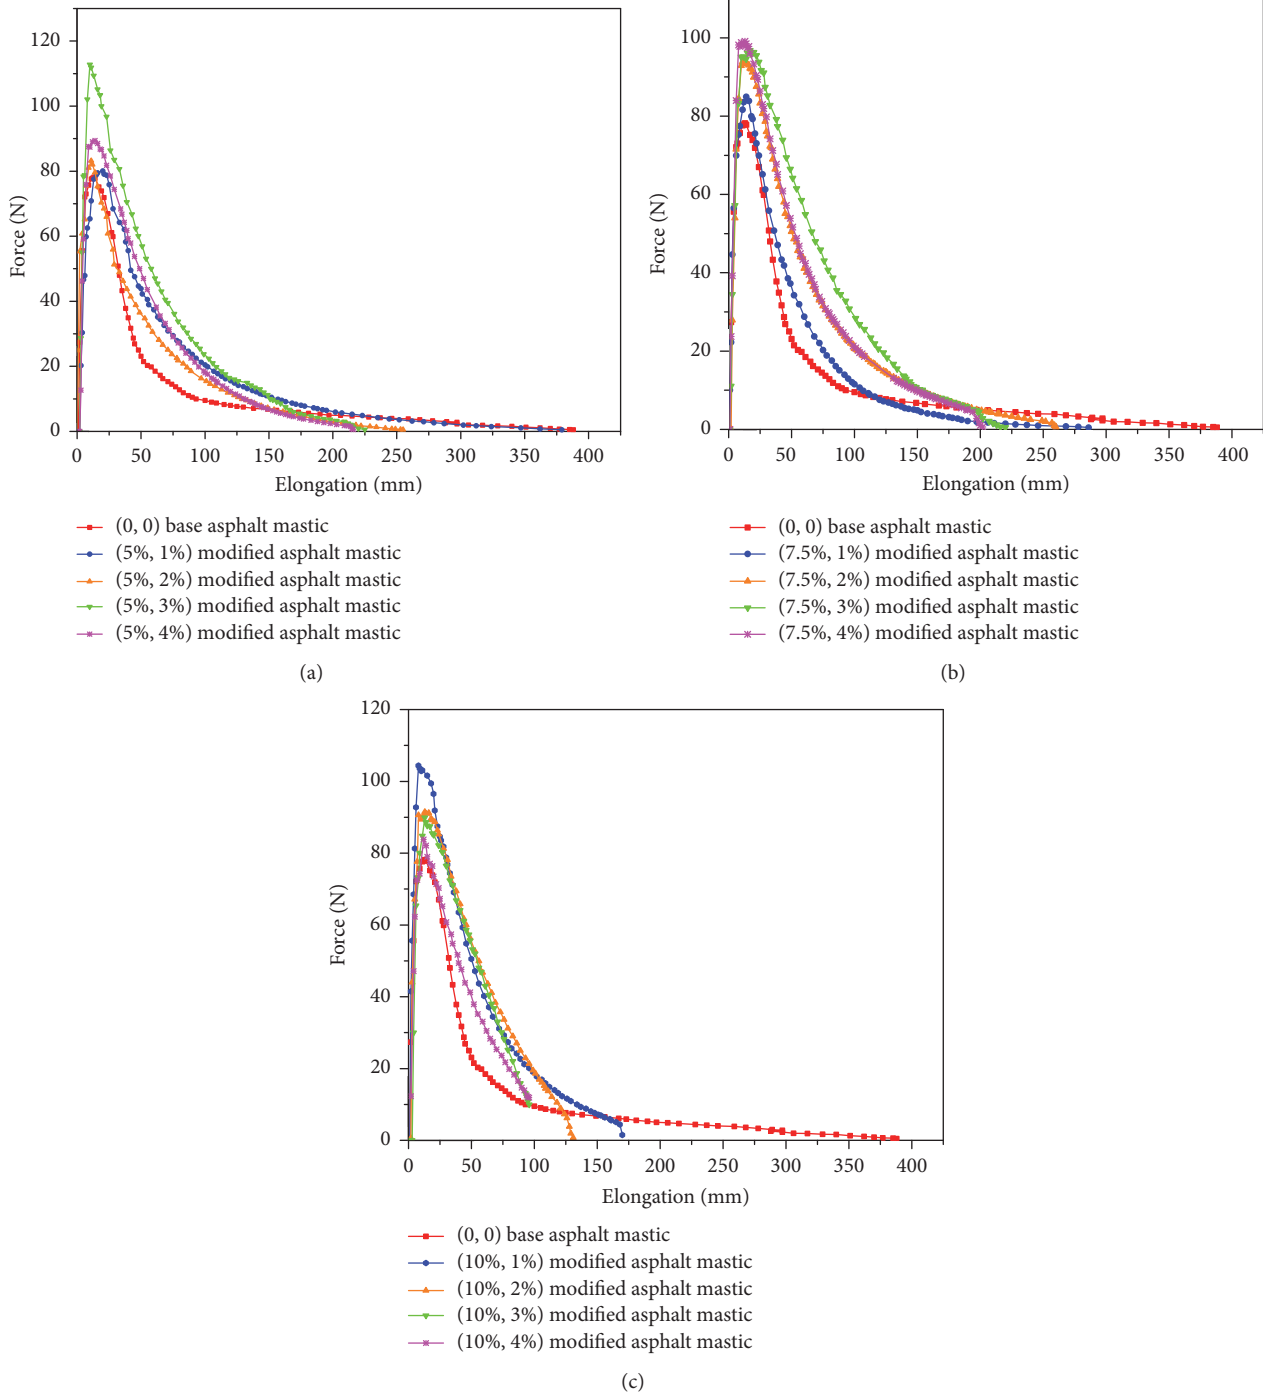 120
100
80
60
40
20
0
Force (N)
0 50 100 150 200 250 300 350 400
Elongation (mm)
(0, 0) base asphalt mastic
(5%, 1%) modified asphalt mastic
(5%, 2%) modified asphalt mastic
(5%, 3%) modified asphalt mastic
(5%, 4%) modified asphalt mastic
(a)
100
80
60
40
20
0
Force (N)
0 50 100 150 200 250 300 350 400
Elongation (mm)
(0, 0) base asphalt mastic
(7.5%, 1%) modified asphalt mastic
(7.5%, 2%) modified asphalt mastic
(7.5%, 3%) modified asphalt mastic
(7.5%, 4%) modified asphalt mastic
(b)
120
100
80
60
40
20
0
Force (N)
0 50 100 150 200 250 300 350 400
Elongation (mm)
(0, 0) base asphalt mastic
(10%, 1%) modified asphalt mastic
(10%, 2%) modified asphalt mastic
(10%, 3%) modified asphalt mastic
(10%, 4%) modified asphalt mastic
(c)